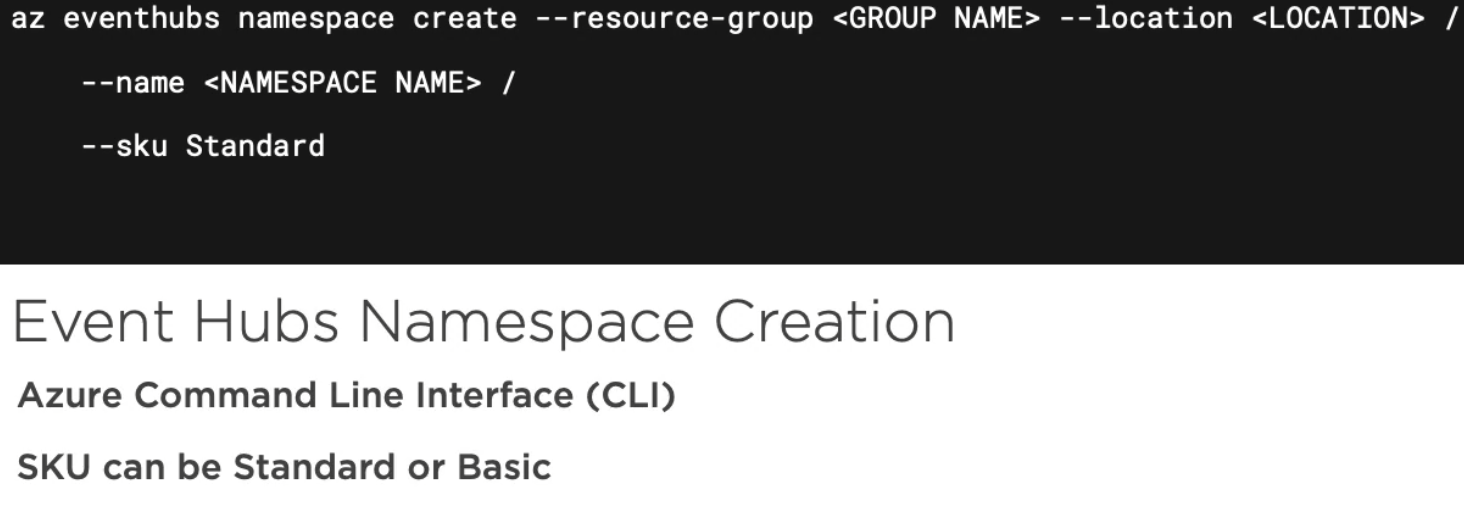 az eventhubs namespace create --resource-group <GROUP NAME> --location <LOCATION> /
--name <NAMESPACE NAME> /
--sku Standard
Event Hubs Namespace Creation
Azure Command Line Interface (CLI)
SKU can be Standard or Basic